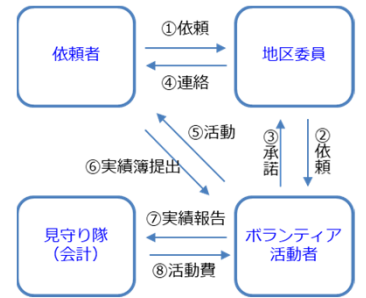 ①依頼
依頼者
地区委員
④連絡
⑤活動
③承諾
②依頼
⑥実績簿提出
⑦実績報告
見守り隊
(会計)
ボランティア
活動者
⑧活動費